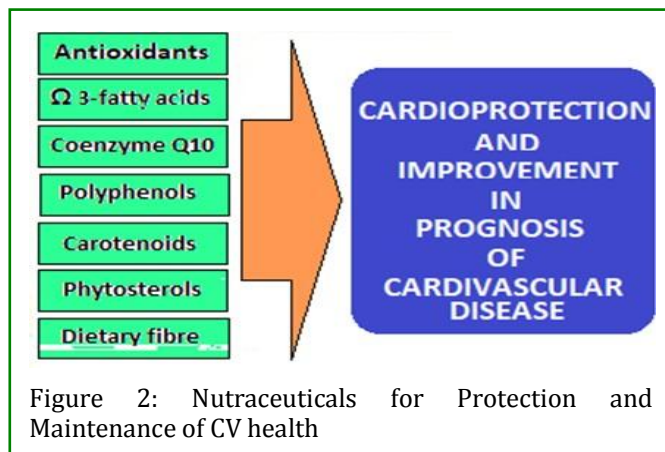 Antioxidants
Ω 3-fatty acids
Coenzyme Q10
Polyphenols
Carotenoids
Phytosterols
Dietary fibre
CARDIOPROTECTION
AND
IMPROVEMENT
IN
PROGNOSIS
OF
CARDIVASCULAR
DISEASE
Figure 2: Nutraceuticals for Protection and
Maintenance of CV health